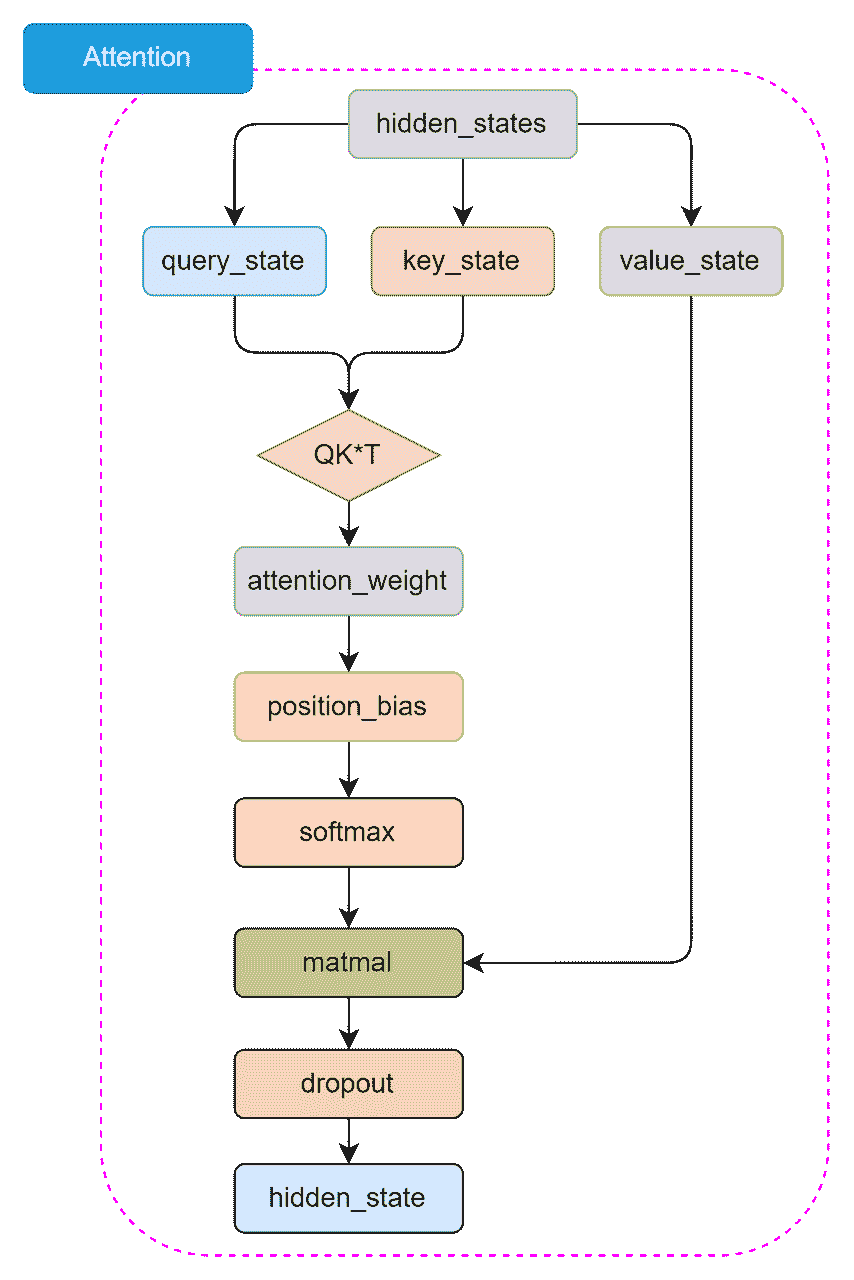 Attention
hidden_states
query_state
key_state
value_state
QK*T
attention_weight
position_bias
softmax
matmal
dropout
hidden_state